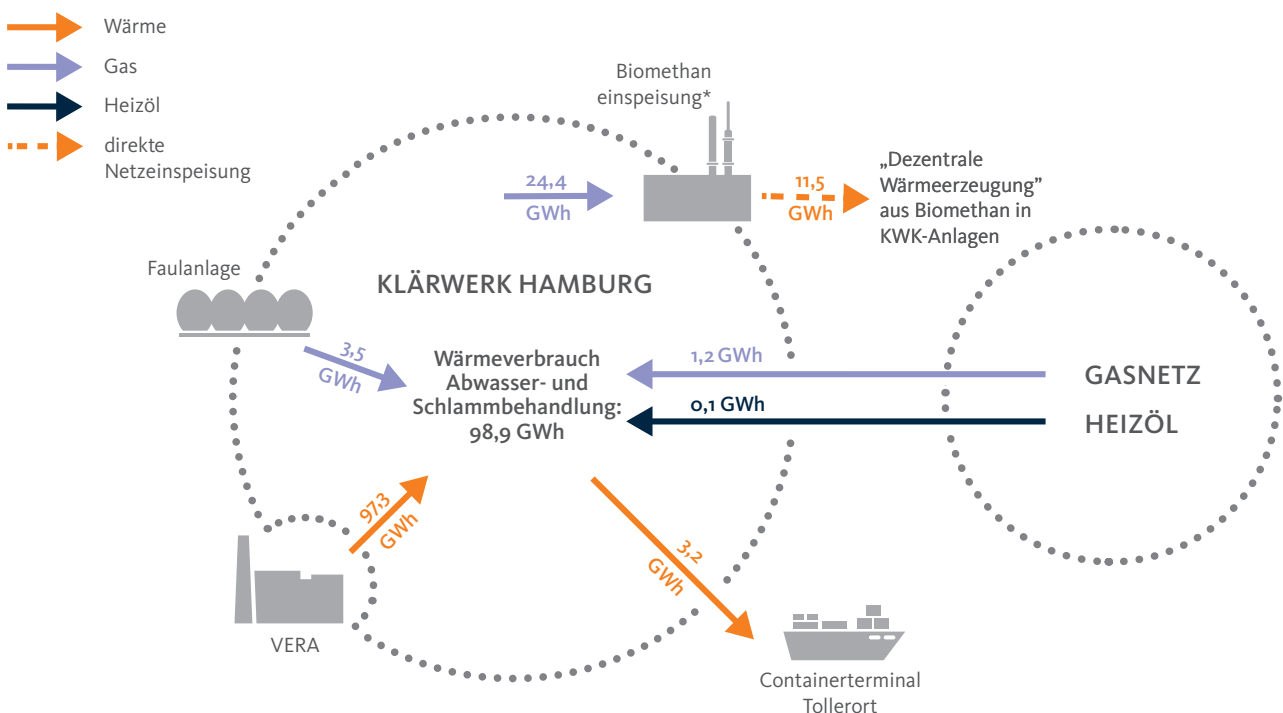 Wärme
Gas
Heizöl
direkte
Netzeinspeisung
Biomethan
einspeisung*
24,4
GWh
11,5
GWh
„Dezentrale
Wärmeerzeugung”
aus Biomethan in
KWK-Anlagen
Faulanlage
KLÄRWERK HAMBURG
3,5
GWh
Wärmeverbrauch
Abwasser- und
Schlammbehandlung:
98,9 GWh
1,2 GWh
0,1 GWh
GASNETZ
HEIZÖL
97,3
GWh
3,2
GWh
VERA
Containerterminal
Tollerort